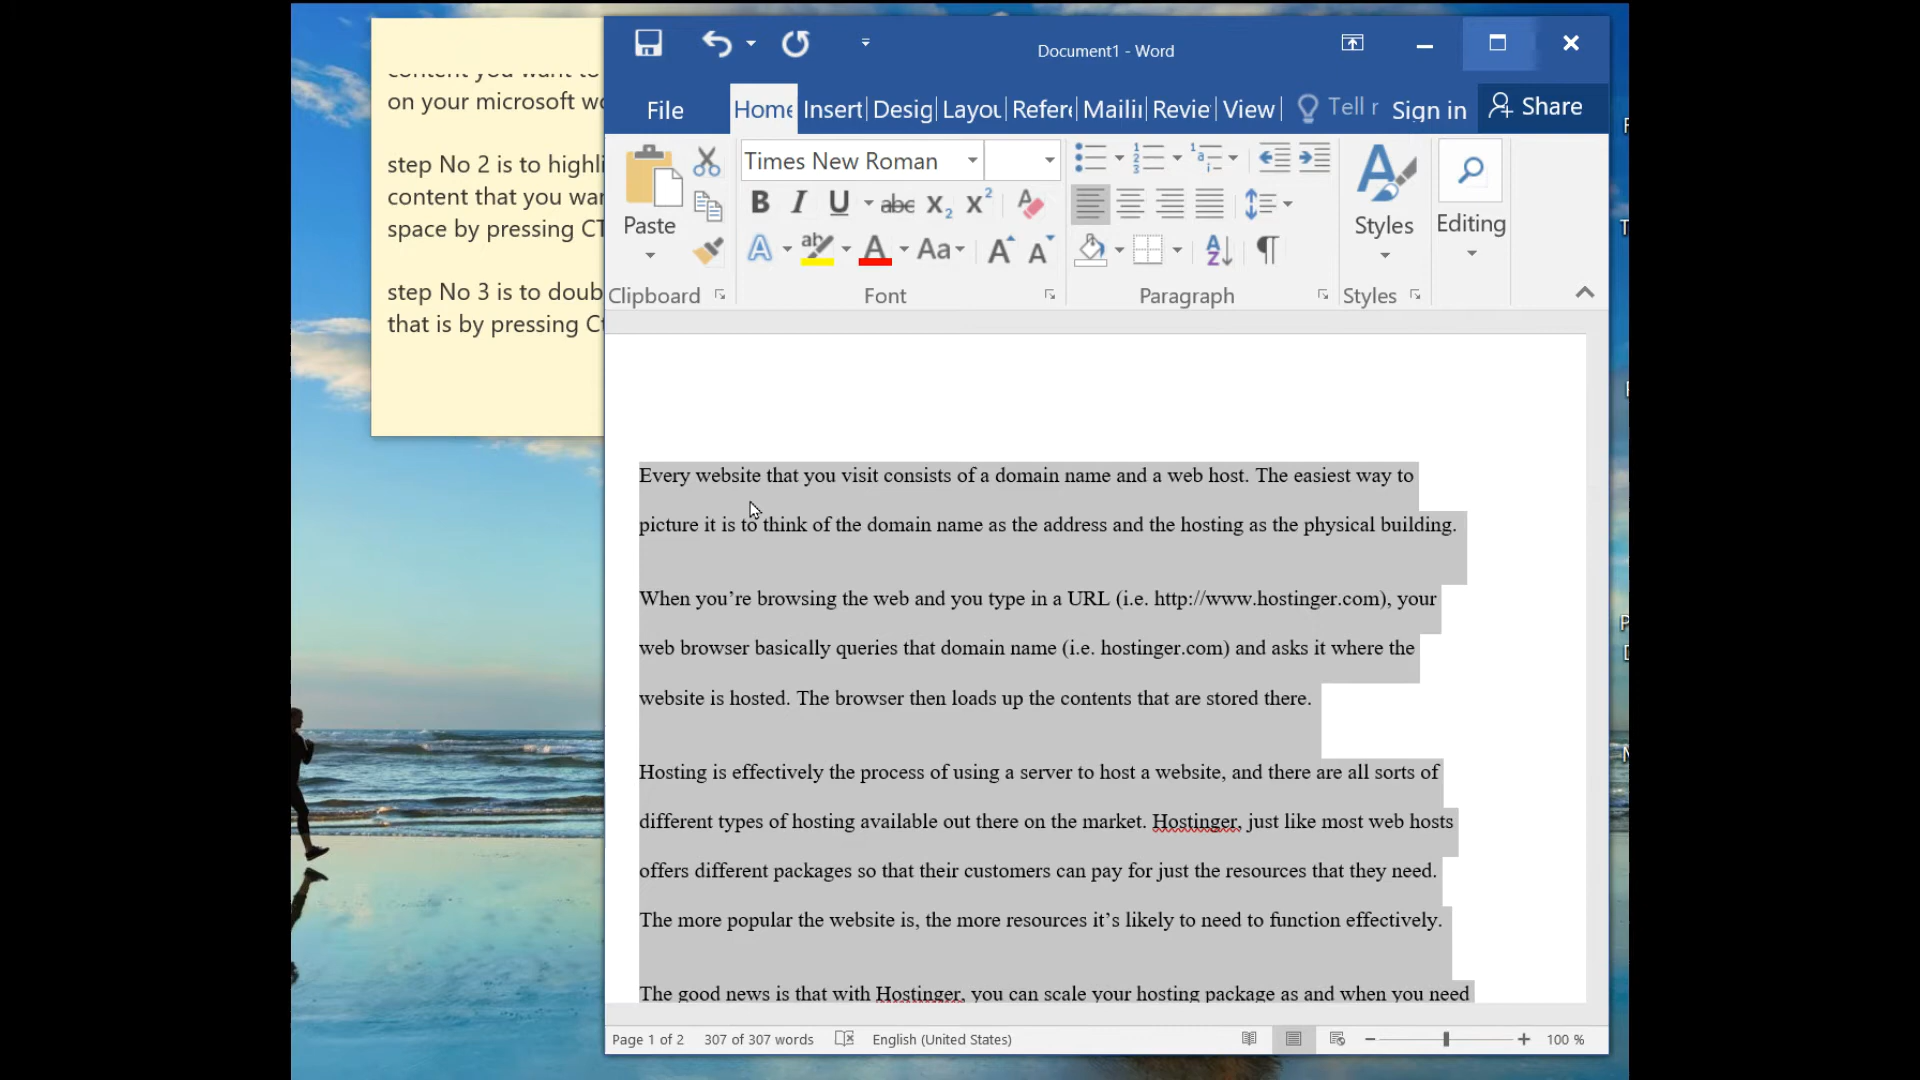 on your microsoft
step No 2 is to
content that you
space by pressing
step No 3 is to
that is by pressing
Document1 - Word
File
Home
Insert
View
Sign in
Share
Paste
Clipboard
Times New Roman
B I U abc X₂ X²
Aa A A
Font
Paragraph
Styles
Styles
Editing
Every website that you visit consists of a domain name and a web host. The easiest way to
picture it is to think of the domain name as the address and the hosting as the physical building.
When you’re browsing the web and you type in a URL (i.e. http://www.hostinger.com), your
web browser basically queries that domain name (i.e. hostinger.com) and asks it where the
website is hosted. The browser then loads up the contents that are stored there.
Hosting is effectively the process of using a server to host a website, and there are all sorts of
different types of hosting available out there on the market. Hostinger, just like most web hosts
offers different packages so that their customers can pay for just the resources that they need.
The more popular the website is, the more resources it’s likely to need to function effectively.
The good news is that with Hostinger, you can scale your hosting package as and when you need
Page 1 of 2
307 of 307 words
English (United States)
100 %